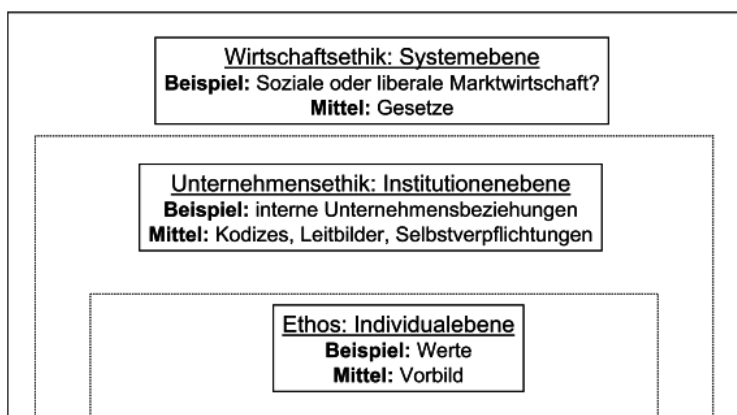 Wirtschaftsethik: Systemebene
Beispiel: Soziale oder liberale Marktwirtschaft?
Mittel: Gesetze
Unternehmensethik: Institutionenebene
Beispiel: interne Unternehmensbeziehungen
Mittel: Kodizes, Leitbilder, Selbstverpflichtungen
Ethos: Individualebene
Beispiel: Werte
Mittel: Vorbild